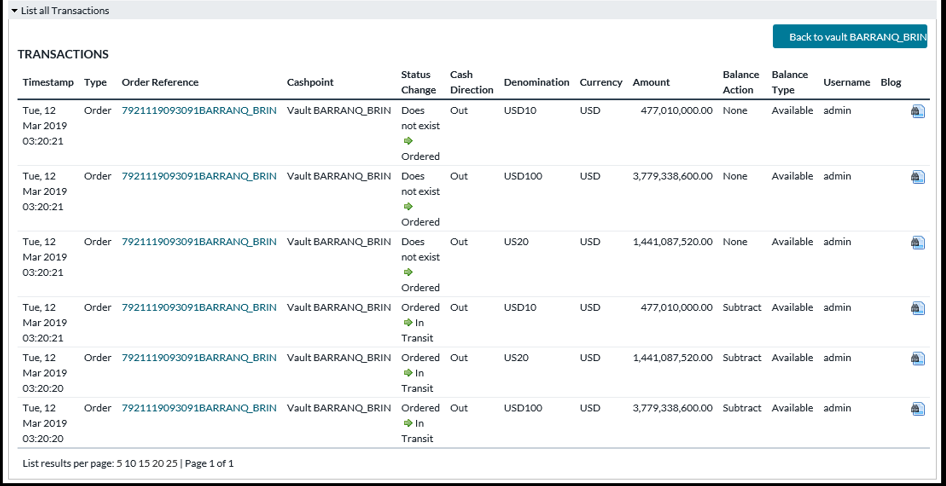 List all Transactions
Back to vault BARRANQ_BRIN
TRANSACTIONS
Timestamp Type Order Reference Cashpoint Status Change Cash Direction Denomination Currency Amount Balance Action Balance Type Username Blog
Tue, 12 Mar 2019 03:20:21 Order 7921119093091BARRANQ_BRIN Vault BARRANQ_BRIN Does not exist Ordered Out USD10 USD 477,010,000.00 None Available admin
Tue, 12 Mar 2019 03:20:21 Order 7921119093091BARRANQ_BRIN Vault BARRANQ_BRIN Does not exist Ordered Out USD100 USD 3,779,338,600.00 None Available admin
Tue, 12 Mar 2019 03:20:21 Order 7921119093091BARRANQ_BRIN Vault BARRANQ_BRIN Does not exist Ordered Out US20 USD 1,441,087,520.00 None Available admin
Tue, 12 Mar 2019 03:20:21 Order 7921119093091BARRANQ_BRIN Vault BARRANQ_BRIN Ordered In Transit Out USD10 USD 477,010,000.00 Subtract Available admin
Tue, 12 Mar 2019 03:20:20 Order 7921119093091BARRANQ_BRIN Vault BARRANQ_BRIN Ordered In Transit Out US20 USD 1,441,087,520.00 Subtract Available admin
Tue, 12 Mar 2019 03:20:20 Order 7921119093091BARRANQ_BRIN Vault BARRANQ_BRIN Ordered In Transit Out USD100 USD 3,779,338,600.00 Subtract Available admin
List results per page: 5 10 15 20 25 | Page 1 of 1